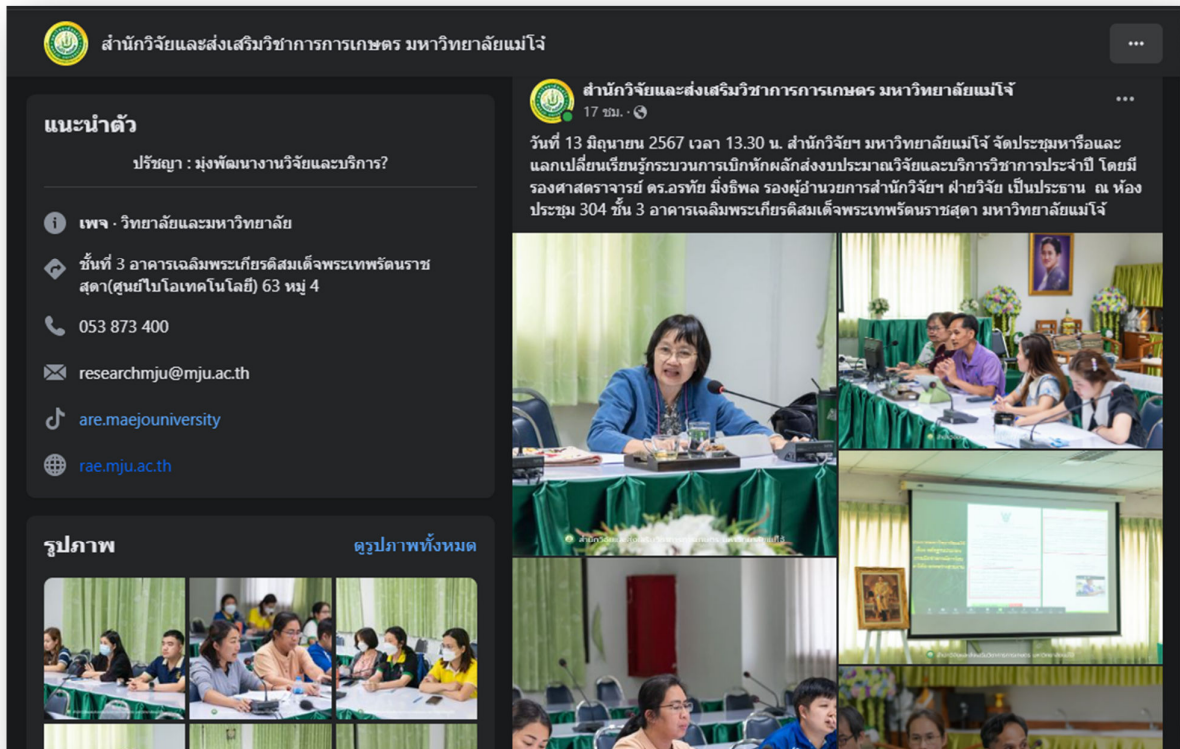 สำนักวิจัยและส่งเสริมวิชาการการเกษตร มหาวิทยาลัยแม่โจ้
แนะนำตัว
ปรัชญา : มุ่งพัฒนางานวิจัยและบริการ?
เพจ · วิทยาลัยและมหาวิทยาลัย
ชั้นที่ 3 อาคารเฉลิมพระเกียรติสมเด็จพระเทพรัตนราช
สุดา(ศูนย์ไบโอเทคโนโลยี) 63 หมู่ 4
053 873 400
researchmju@mju.ac.th
are.maejouniversity
rae.mju.ac.th
รูปภาพ
ดูรูปภาพทั้งหมด
สำนักวิจัยและส่งเสริมวิชาการการเกษตร มหาวิทยาลัยแม่โจ้
17 ชม. ·
วันที่ 13 มิถุนายน 2567 เวลา 13.30 น. สำนักวิจัยฯ มหาวิทยาลัยแม่โจ้ จัดประชุมหารือและ
แลกเปลี่ยนเรียนรู้กระบวนการเบิกหักผลักส่งงบประมาณวิจัยและบริการวิชาการประจำปี โดยมี
รองศาสตราจารย์ ดร.อรทัย มิ่งธิพล รองผู้อำนวยการสำนักวิจัยฯ ฝ่ายวิจัย เป็นประธาน ณ ห้อง
ประชุม 304 ชั้น 3 อาคารเฉลิมพระเกียรติสมเด็จพระเทพรัตนราชสุดา มหาวิทยาลัยแม่โจ้